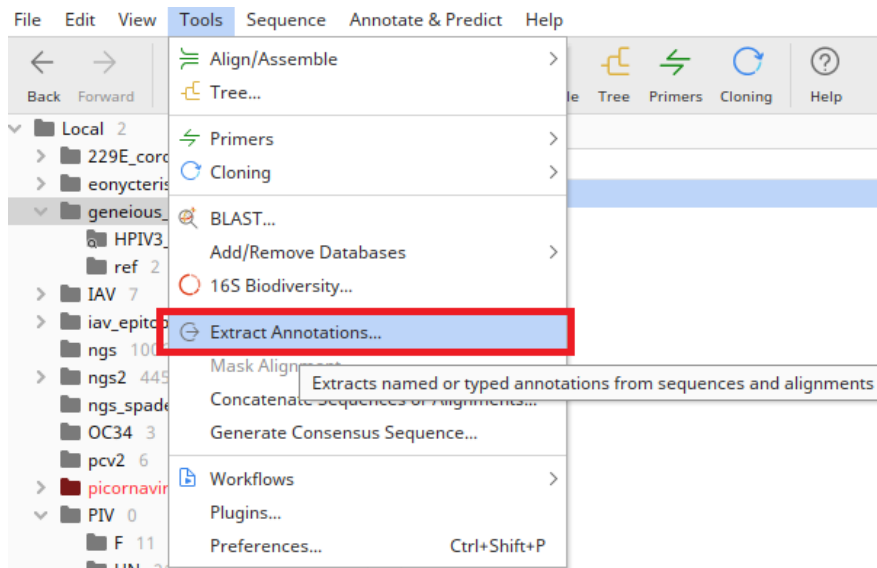 File Edit View Tools Sequence Annotate & Predict Help
Back Forward Tree Primers Cloning Help
Align/Assemble
Tree...
Primers
Cloning
BLAST...
Add/Remove Databases
16S Biodiversity...
Extract Annotations...
Extracts named or typed annotations from sequences and alignments
Concatenate Sequences or Alignments...
Generate Consensus Sequence...
Workflows
Plugins...
Preferences... Ctrl+Shift+P
Local 2
229E_coro
eonycteris
geneious_
HPIV3_
ref 2
IAV 7
iav_epitop
ngs 100
ngs2 445
ngs_spade
OC34 3
pcv2 6
picornavir
PIV 0
F 11